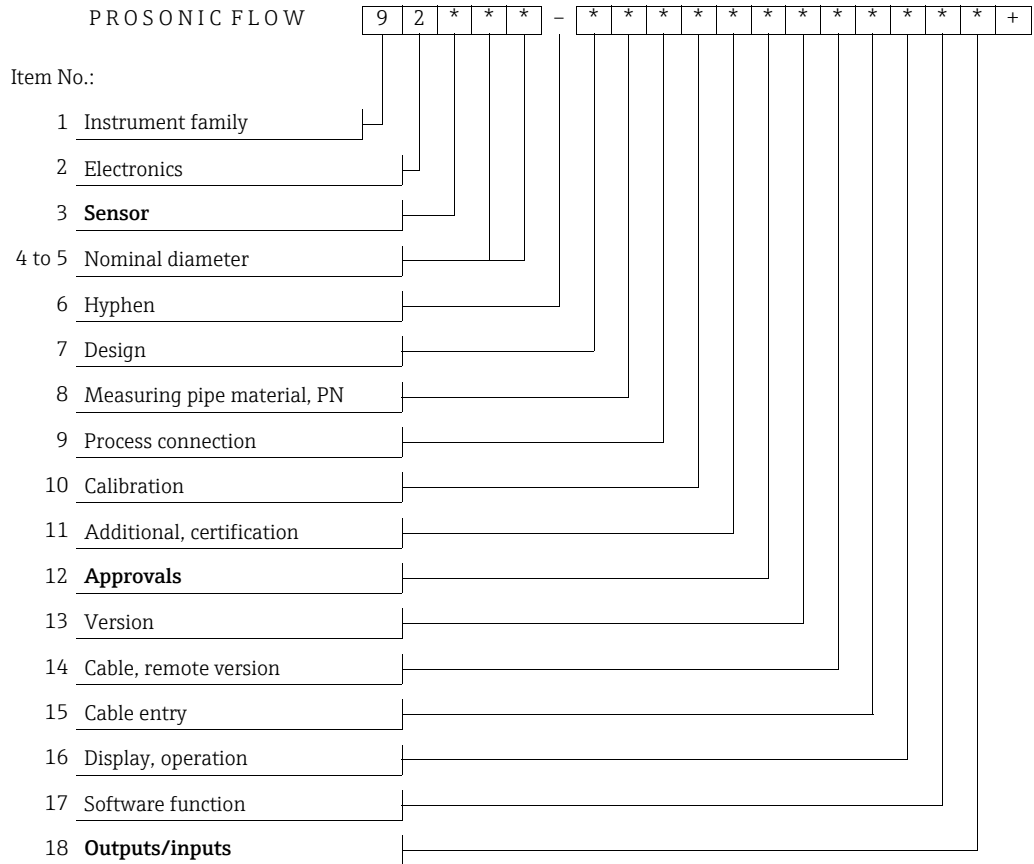 PROSONIC FLOW 9 2 * * * – * * * * * * * * * * * * +
Item No.:
1 Instrument family
2 Electronics
3 Sensor
4 to 5 Nominal diameter
6 Hyphen
7 Design
8 Measuring pipe material, PN
9 Process connection
10 Calibration
11 Additional, certification
12 Approvals
13 Version
14 Cable, remote version
15 Cable entry
16 Display, operation
17 Software function
18 Outputs/inputs